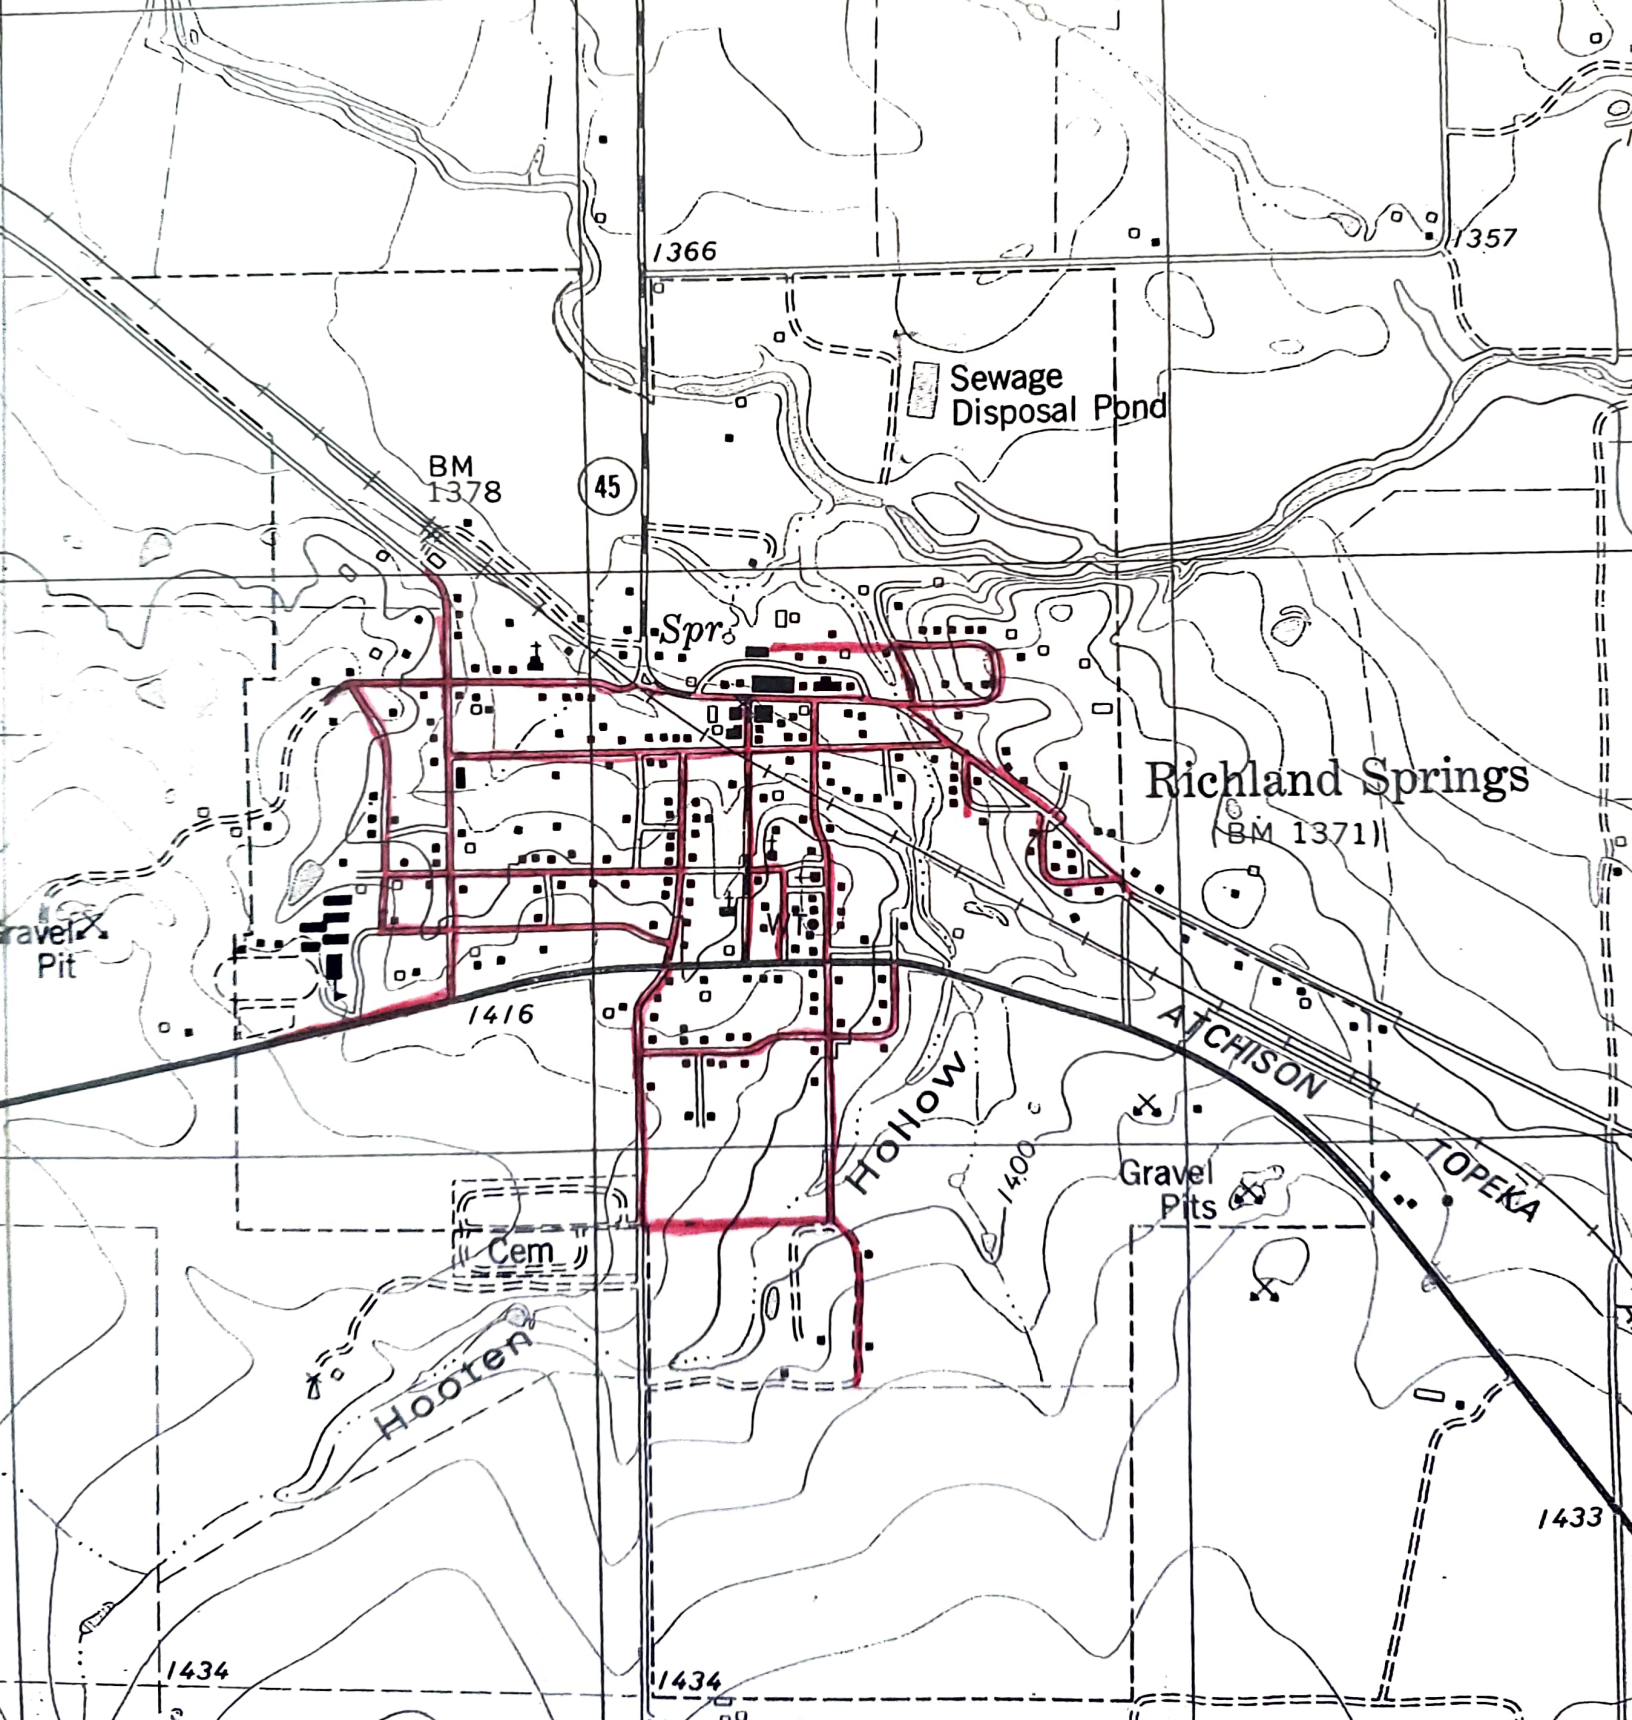 1366
1357
Sewage
Disposal Pond
BM
1378
45
Spr
Richland Springs
(BM 1371)
WT
ravel
Pit
1416
ATCHISON
TOPEKA
Hollow
1400
Gravel
Pits
Cem
Hooten
1433
1434
1434